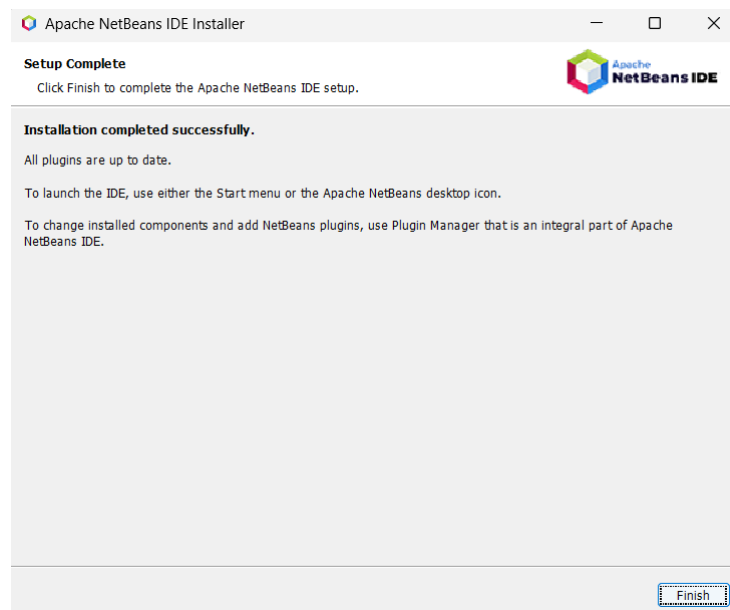 Apache NetBeans IDE Installer
Setup Complete
Click Finish to complete the Apache NetBeans IDE setup.
Apache
NetBeans IDE
Installation completed successfully.
All plugins are up to date.
To launch the IDE, use either the Start menu or the Apache NetBeans desktop icon.
To change installed components and add NetBeans plugins, use Plugin Manager that is an integral part of Apache
NetBeans IDE.
Finish